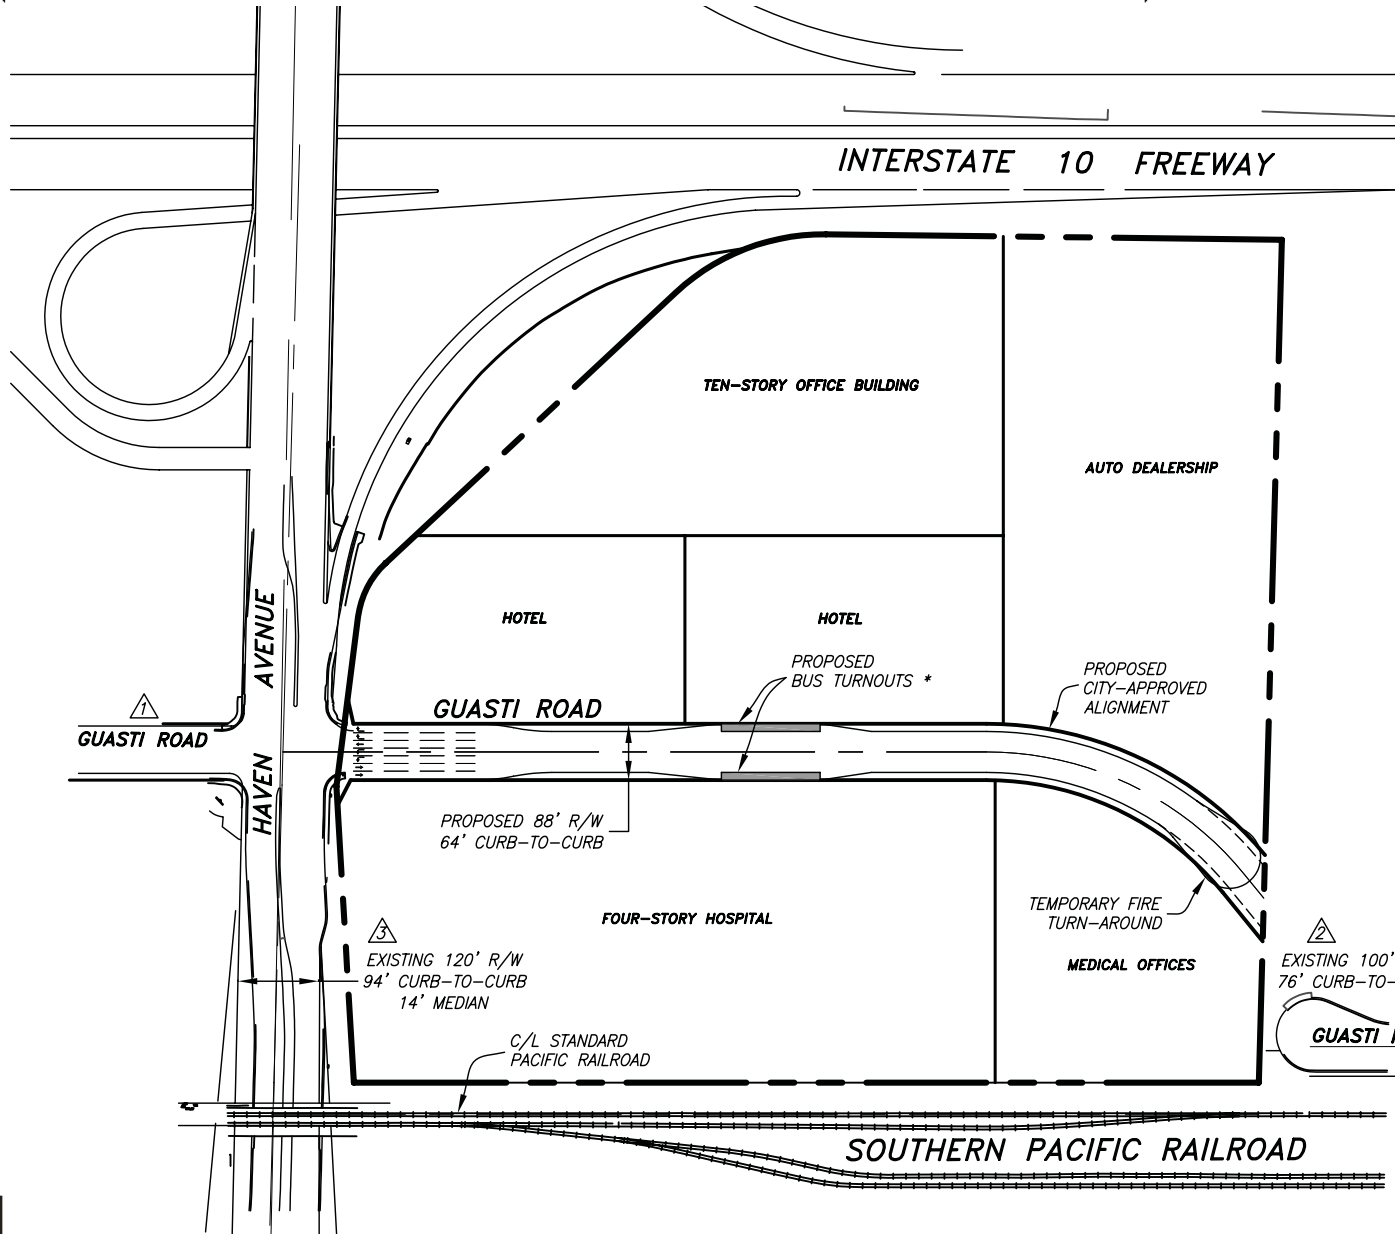 INTERSTATE 10 FREEWAY
TEN-STORY OFFICE BUILDING
AUTO DEALERSHIP
HOTEL
HOTEL
HAVEN AVENUE
PROPOSED
BUS TURNOUTS *
PROPOSED
CITY-APPROVED
ALIGNMENT
1
GUASTI ROAD
GUASTI ROAD
PROPOSED 88' R/W
64' CURB-TO-CURB
TEMPORARY FIRE
TURN-AROUND
FOUR-STORY HOSPITAL
MEDICAL OFFICES
3
EXISTING 120' R/W
94' CURB-TO-CURB
14' MEDIAN
2
EXISTING 100'
76' CURB-TO-
GUASTI
C/L STANDARD
PACIFIC RAILROAD
SOUTHERN PACIFIC RAILROAD